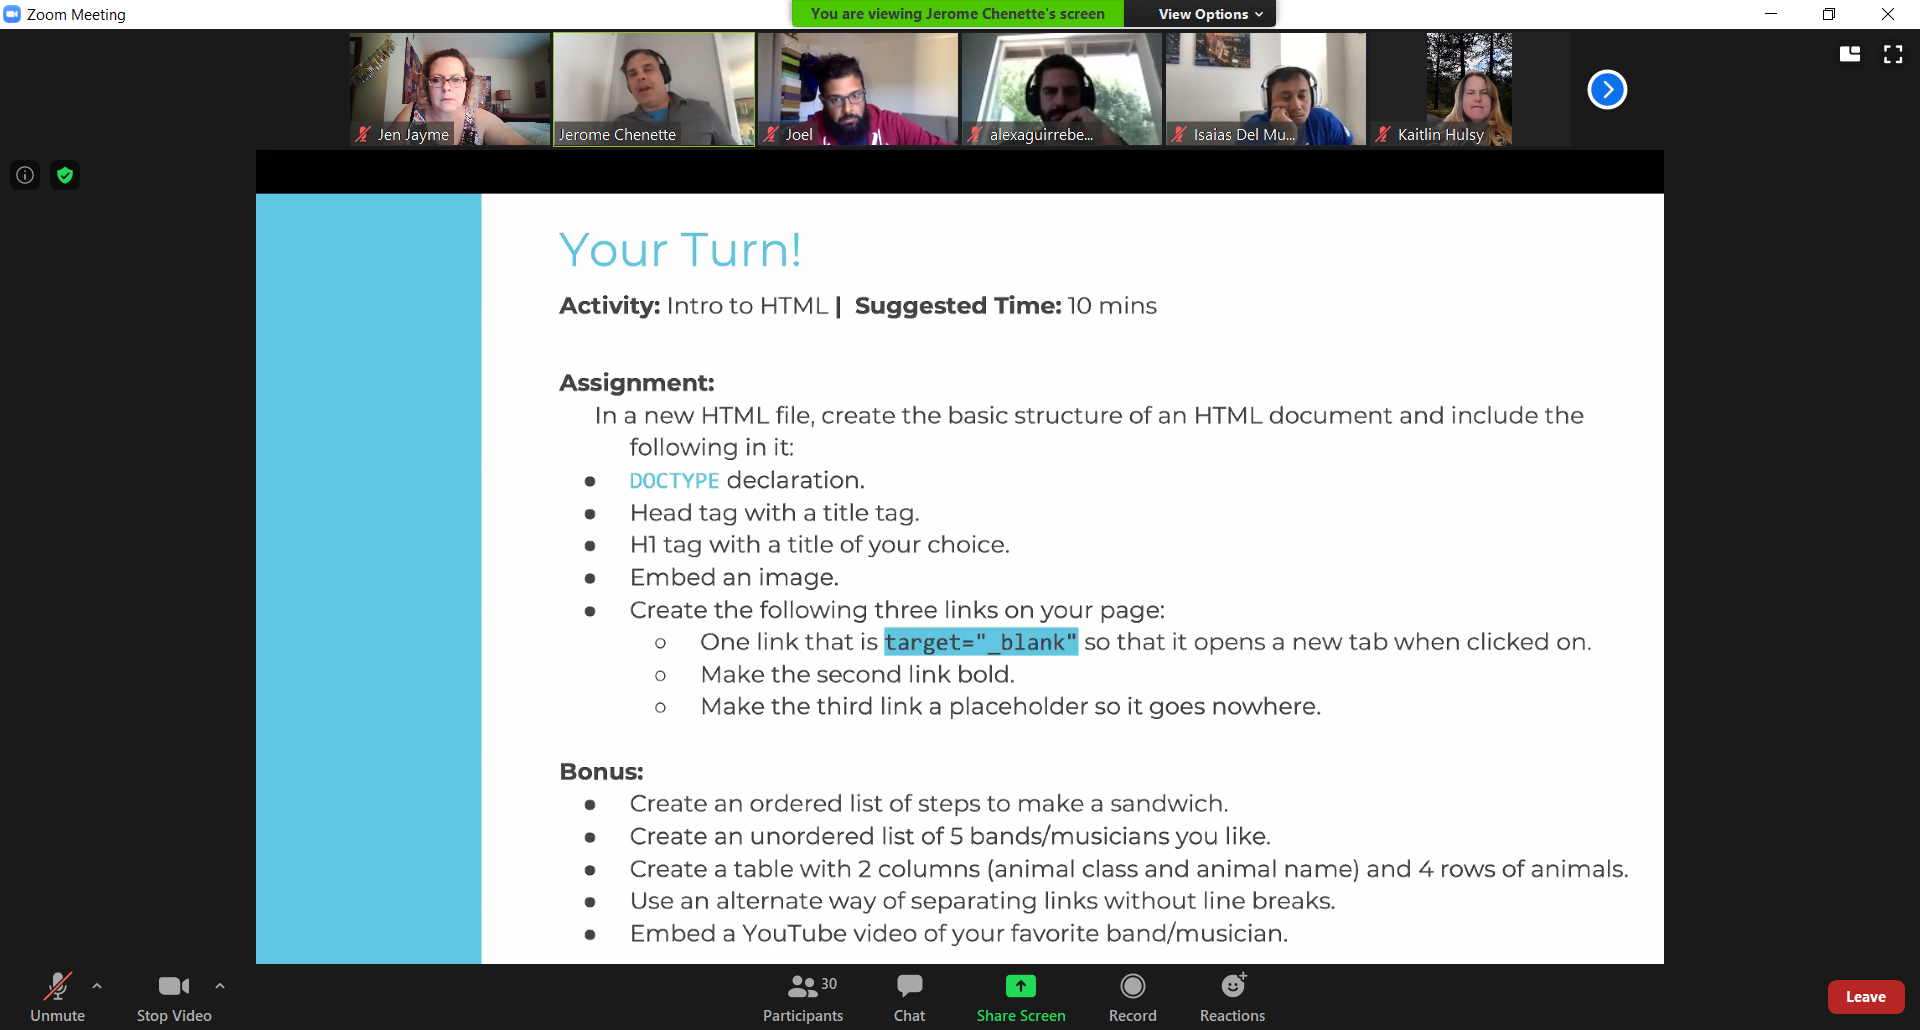 Zoom Meeting
You are viewing Jerome Chenette's screen
View Options
Jen Jayme
Jerome Chenette
Joel
alexaguirrebe...
Isaias Del Mu...
Kaitlin Hulsy
Your Turn!
Activity: Intro to HTML | Suggested Time: 10 mins
Assignment:
In a new HTML file, create the basic structure of an HTML document and include the
following in it:
● DOCTYPE declaration.
● Head tag with a title tag.
● H1 tag with a title of your choice.
● Embed an image.
● Create the following three links on your page:
○ One link that is target="_blank" so that it opens a new tab when clicked on.
○ Make the second link bold.
○ Make the third link a placeholder so it goes nowhere.
Bonus:
● Create an ordered list of steps to make a sandwich.
● Create an unordered list of 5 bands/musicians you like.
● Create a table with 2 columns (animal class and animal name) and 4 rows of animals.
● Use an alternate way of separating links without line breaks.
● Embed a YouTube video of your favorite band/musician.
Unmute
Stop Video
30
Participants
Chat
Share Screen
Record
Reactions
Leave